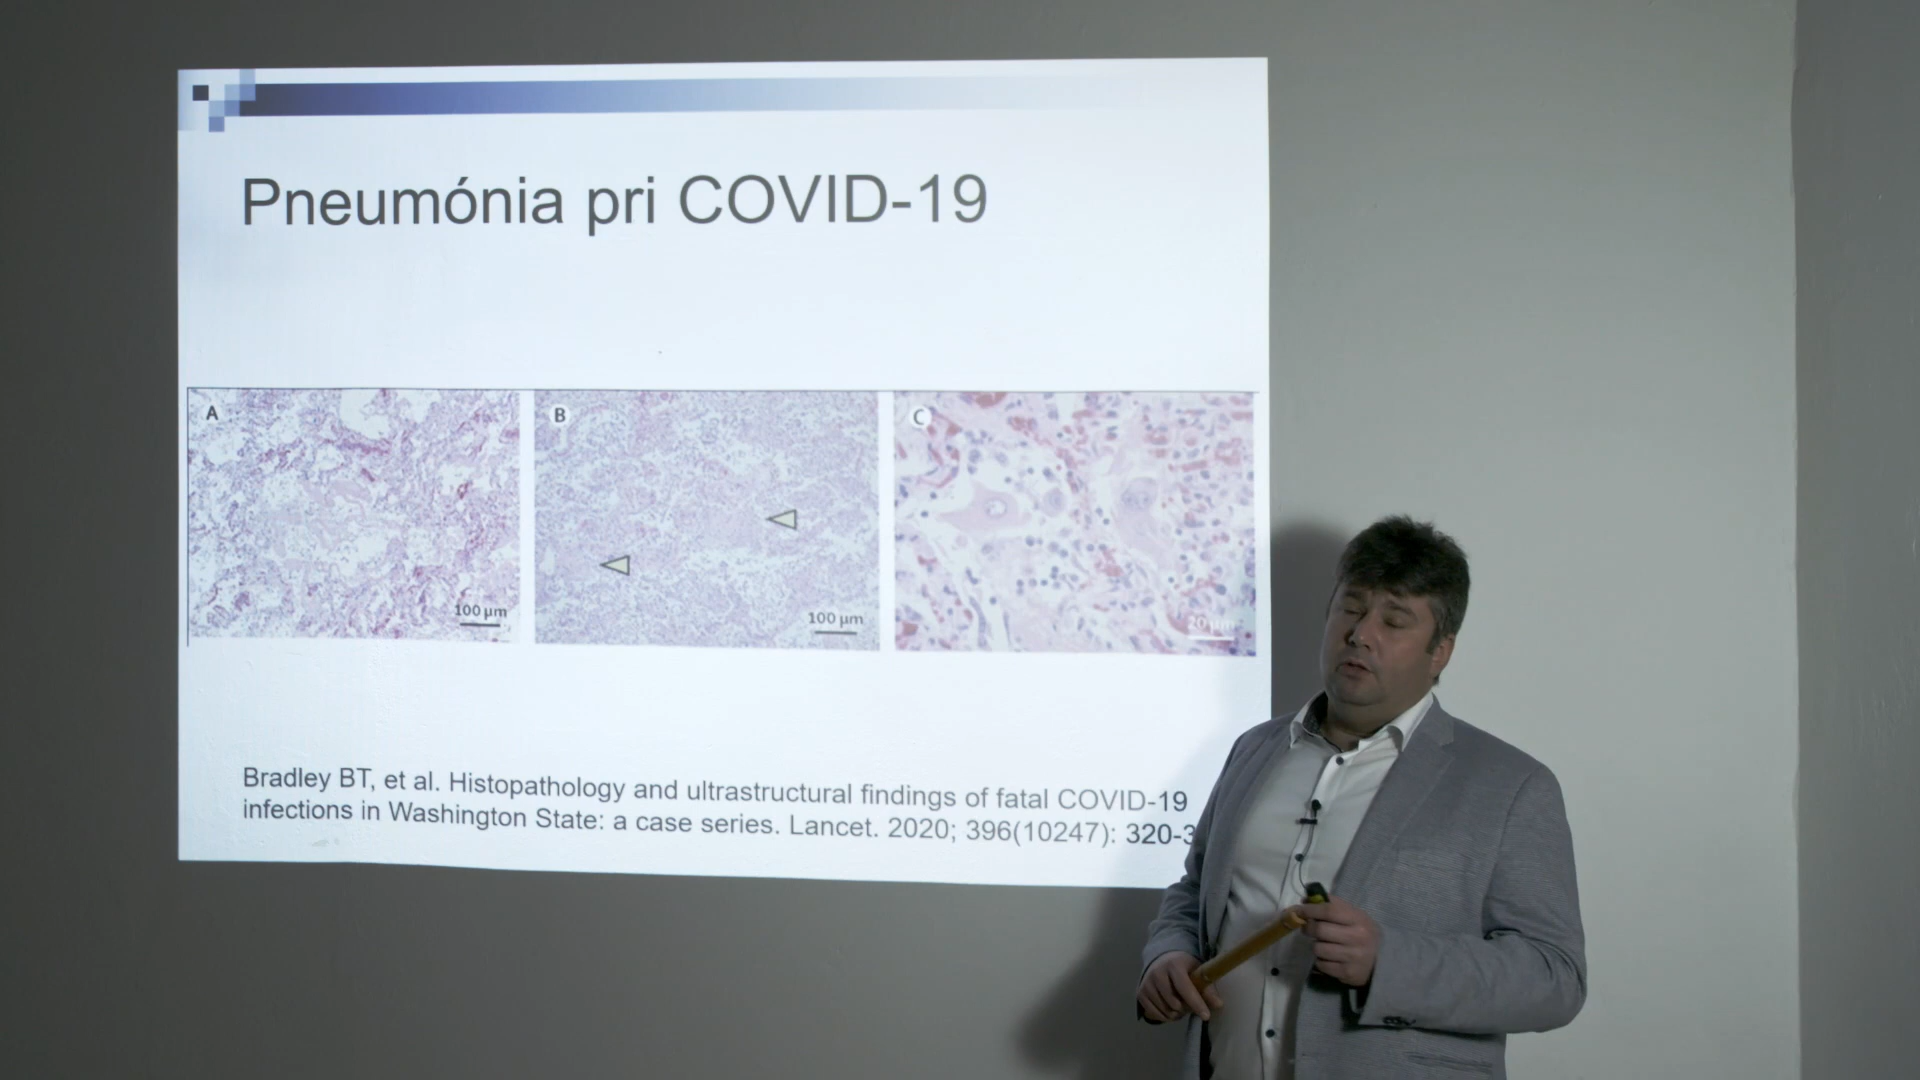 Pneumónia pri COVID-19
A
B
C
100 µm
100 µm
20 µm
Bradley BT, et al. Histopathology and ultrastructural findings of fatal COVID-19
infections in Washington State: a case series. Lancet. 2020; 396(10247): 320-3